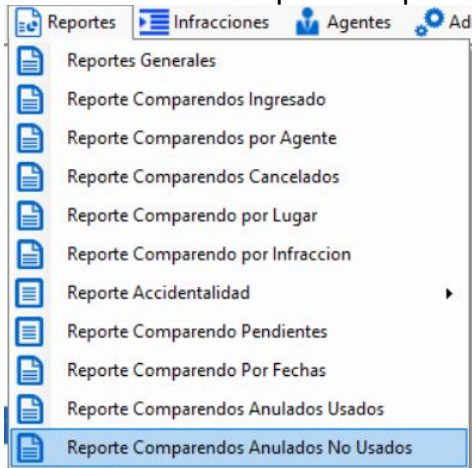 Reportes Infracciones Agentes Ad
Reportes Generales
Reporte Comparendos Ingresado
Reporte Comparendos por Agente
Reporte Comparendos Cancelados
Reporte Comparendo por Lugar
Reporte Comparendo por Infraccion
Reporte Accidentalidad
Reporte Comparendo Pendientes
Reporte Comparendo Por Fechas
Reporte Comparendos Anulados Usados
Reporte Comparendos Anulados No Usados